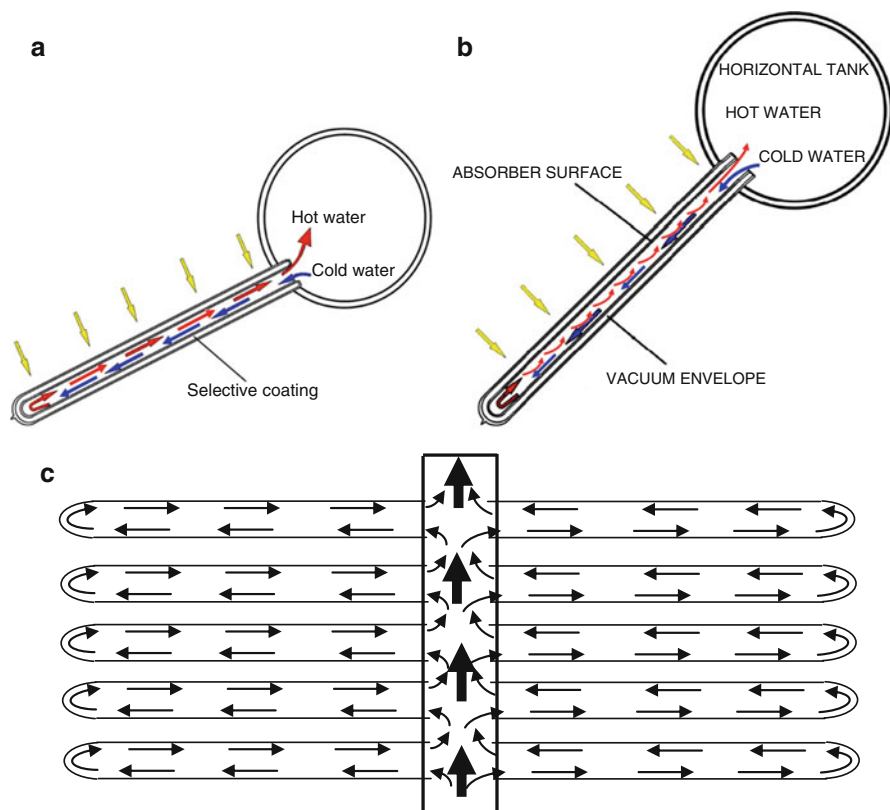 a
Hot water
Cold water
Selective coating
b
HORIZONTAL TANK
HOT WATER
COLD WATER
ABSORBER SURFACE
VACUUM ENVELOPE
c